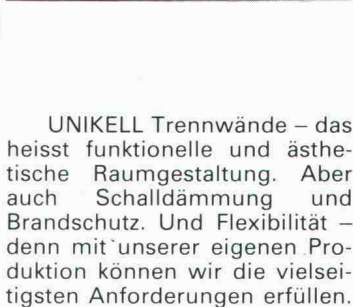 UNIKELL Trennwände – das
heisst funktionelle und ästhe-
tische Raumgestaltung. Aber
auch Schalldämmung und
Brandschutz. Und Flexibilität –
denn mit unserer eigenen Pro-
duktion können wir die vielsei-
tigsten Anforderungen erfüllen.